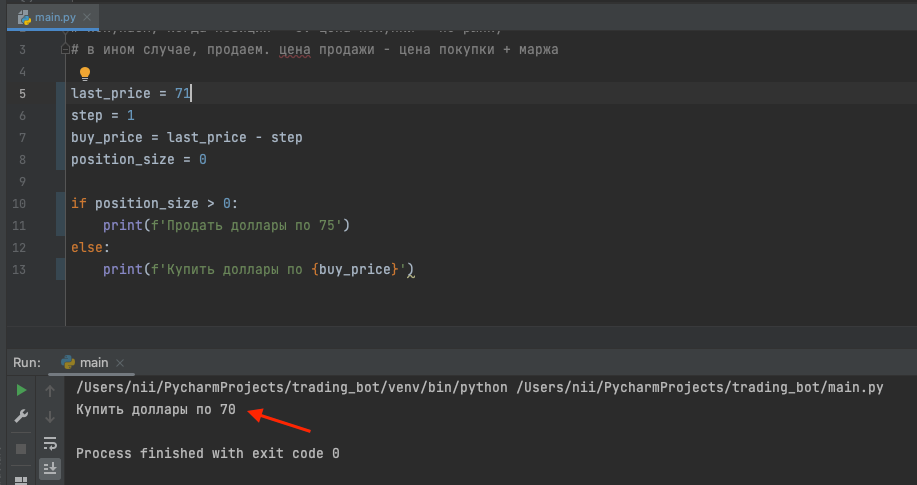 main.py
3 # в ином случае, продаем. цена продажи - цена покупки + маржа
4
5 last_price = 71
6 step = 1
7 buy_price = last_price - step
8 position_size = 0
9
10 if position_size > 0:
11 print(f'Продать доллары по 75')
12 else:
13 print(f'Купить доллары по {buy_price}')
Run: main
/Users/nii/PycharmProjects/trading_bot/venv/bin/python /Users/nii/PycharmProjects/trading_bot/main.py
Купить доллары по 70
Process finished with exit code 0